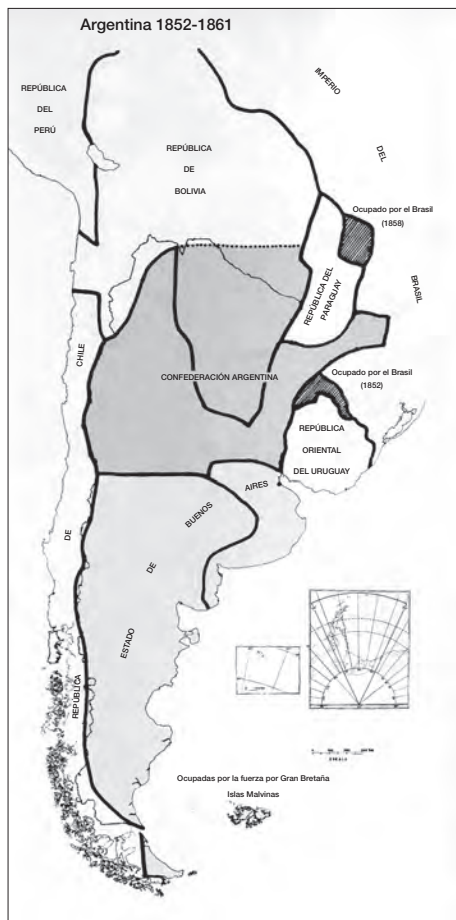 Argentina 1852-1861
IMPERIO
DEL
BRASIL
REPÚBLICA
DEL
PERÚ
REPÚBLICA
DE
BOLIVIA
Ocupado por el Brasil
(1858)
REPÚBLICA DEL
PARAGUAY
CHILE
DE
REPÚBLICA
CONFEDERACIÓN ARGENTINA
Ocupado por el Brasil
(1852)
REPÚBLICA
ORIENTAL
DEL URUGUAY
AIRES
BUENOS
DE
ESTADO
ESCALA
Ocupadas por la fuerza por Gran Bretaña
Islas Malvinas